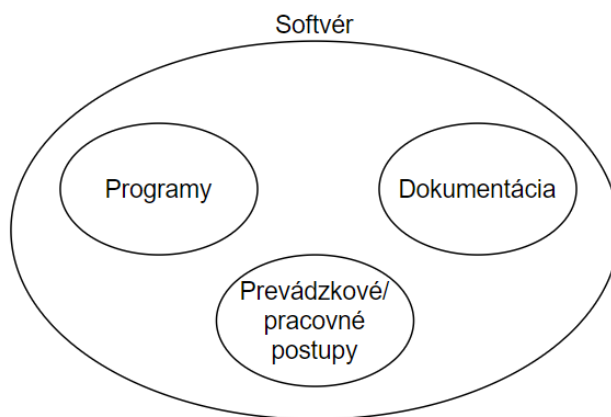 Softvér
Programy
Dokumentácia
Prevádzkové/
pracovné
postupy